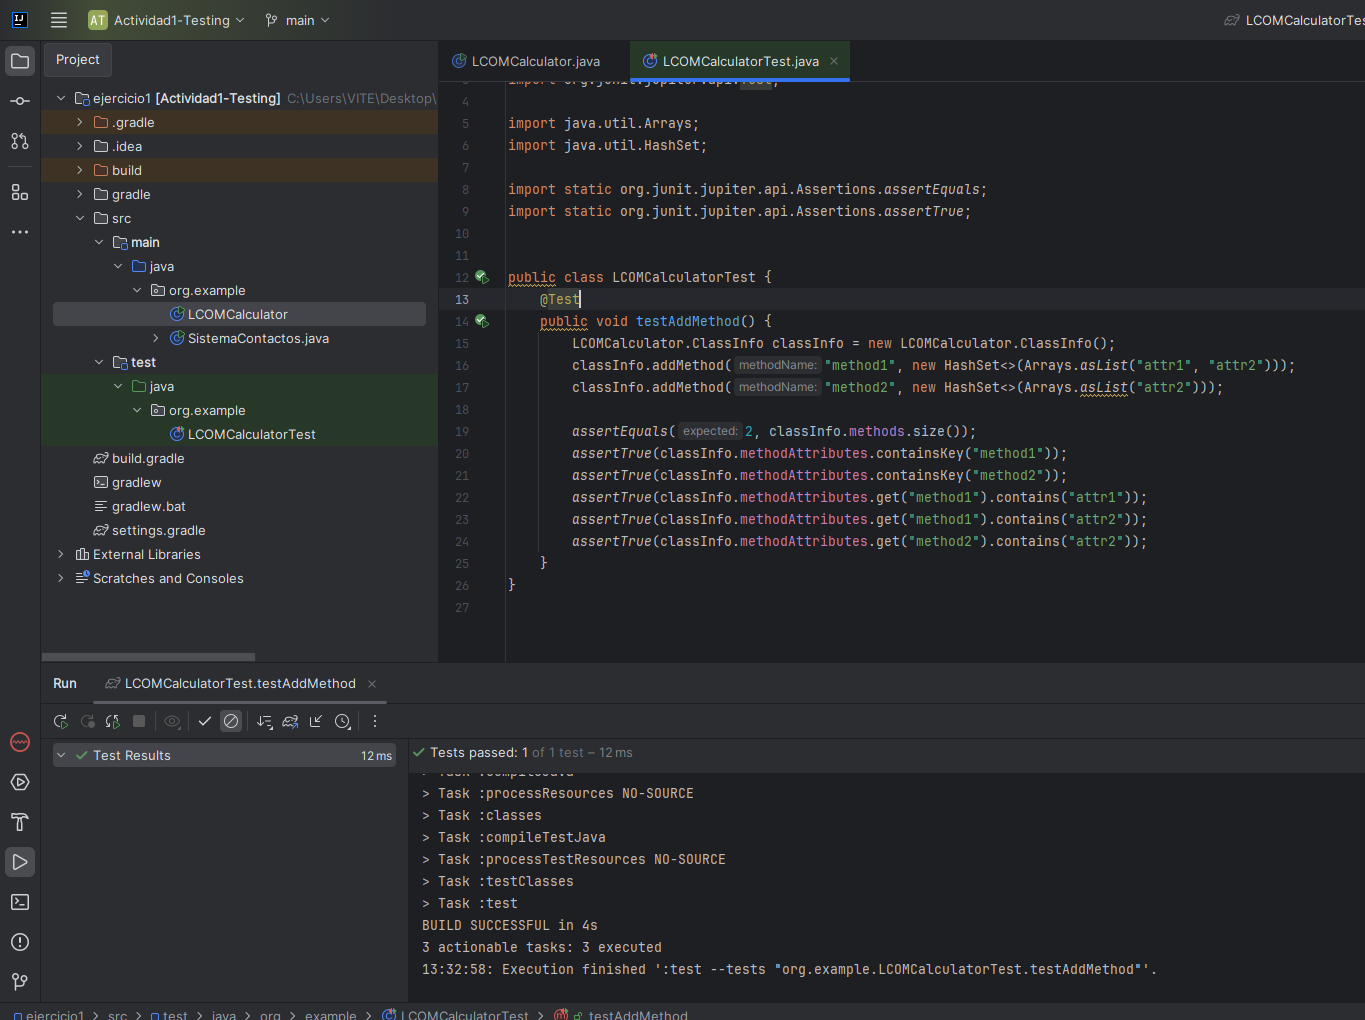 IJ
AT Actividad1-Testing main LCOMCalculatorTes
Project
ejercicio1 [Actividad1-Testing] C:\Users\VITE\Desktop\
.gradle
.idea
build
gradle
src
main
java
org.example
LCOMCalculator
SistemaContactos.java
test
java
org.example
LCOMCalculatorTest
build.gradle
gradlew
gradlew.bat
settings.gradle
External Libraries
Scratches and Consoles
LCOMCalculator.java LCOMCalculatorTest.java
3 import org.junit.jupiter.api.Test;
4
5 import java.util.Arrays;
6 import java.util.HashSet;
7
8 import static org.junit.jupiter.api.Assertions.assertEquals;
9 import static org.junit.jupiter.api.Assertions.assertTrue;
10
11
12 public class LCOMCalculatorTest {
13 @Test
14 public void testAddMethod() {
15 LCOMCalculator.ClassInfo classInfo = new LCOMCalculator.ClassInfo();
16 classInfo.addMethod( methodName: "method1", new HashSet<>(Arrays.asList("attr1", "attr2")));
17 classInfo.addMethod( methodName: "method2", new HashSet<>(Arrays.asList("attr2")));
18
19 assertEquals( expected: 2, classInfo.methods.size());
20 assertTrue(classInfo.methodAttributes.containsKey("method1"));
21 assertTrue(classInfo.methodAttributes.containsKey("method2"));
22 assertTrue(classInfo.methodAttributes.get("method1").contains("attr1"));
23 assertTrue(classInfo.methodAttributes.get("method1").contains("attr2"));
24 assertTrue(classInfo.methodAttributes.get("method2").contains("attr2"));
25 }
26 }
27
Run LCOMCalculatorTest.testAddMethod
Test Results 12 ms
Tests passed: 1 of 1 test – 12 ms
> Task :compileJava
> Task :processResources NO-SOURCE
> Task :classes
> Task :compileTestJava
> Task :processTestResources NO-SOURCE
> Task :testClasses
> Task :test
BUILD SUCCESSFUL in 4s
3 actionable tasks: 3 executed
13:32:58: Execution finished ':test --tests "org.example.LCOMCalculatorTest.testAddMethod"'.
ejercicio1 > src > test > java > org > example > LCOMCalculatorTest > testAddMethod